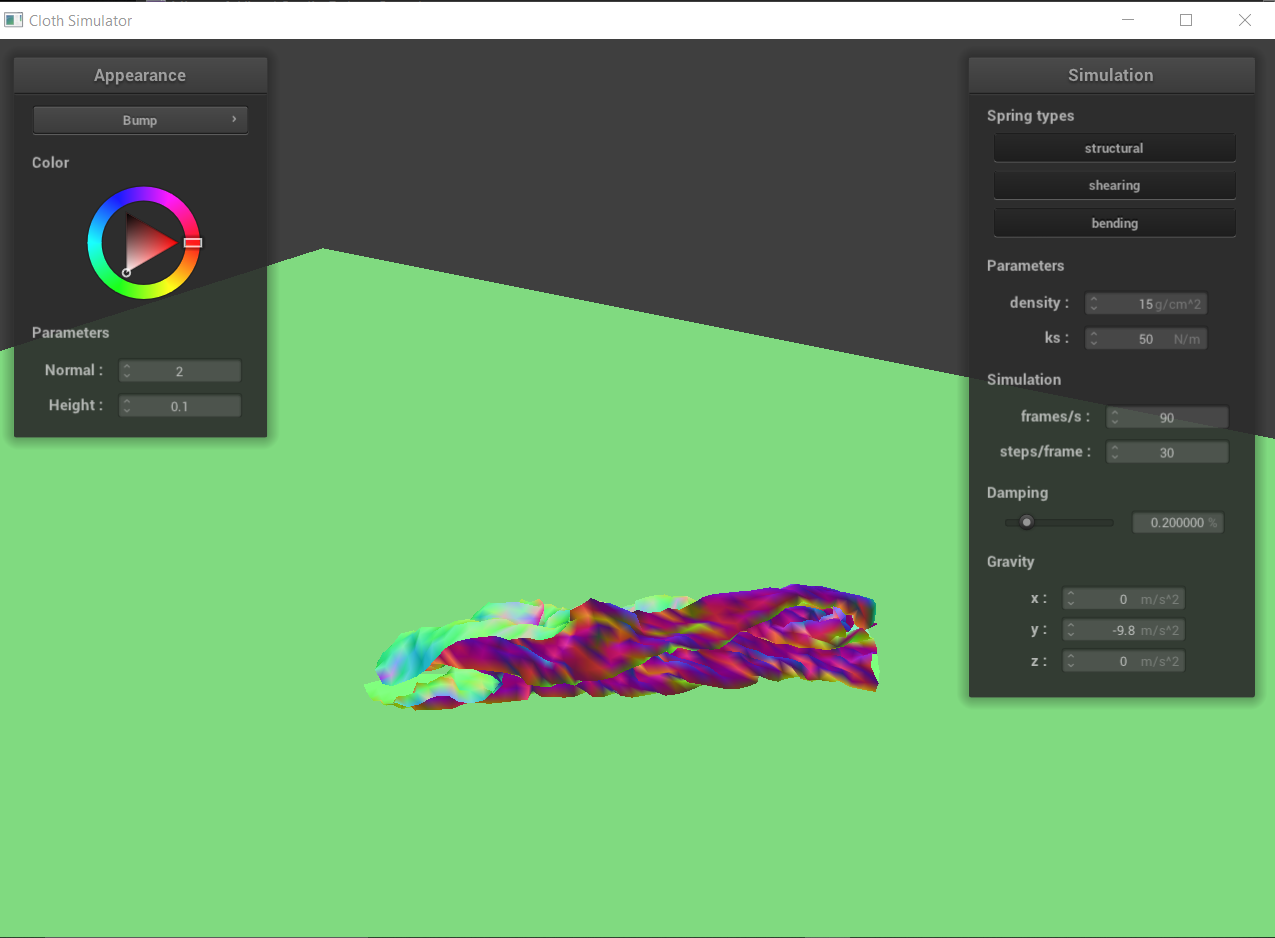 Cloth Simulator
Appearance
Bump
Color
Parameters
Normal : 2
Height : 0.1
Simulation
Spring types
structural
shearing
bending
Parameters
density : 15 g/cm^2
ks : 50 N/m
Simulation
frames/s : 90
steps/frame : 30
Damping
0.200000 %
Gravity
x : 0 m/s^2
y : -9.8 m/s^2
z : 0 m/s^2